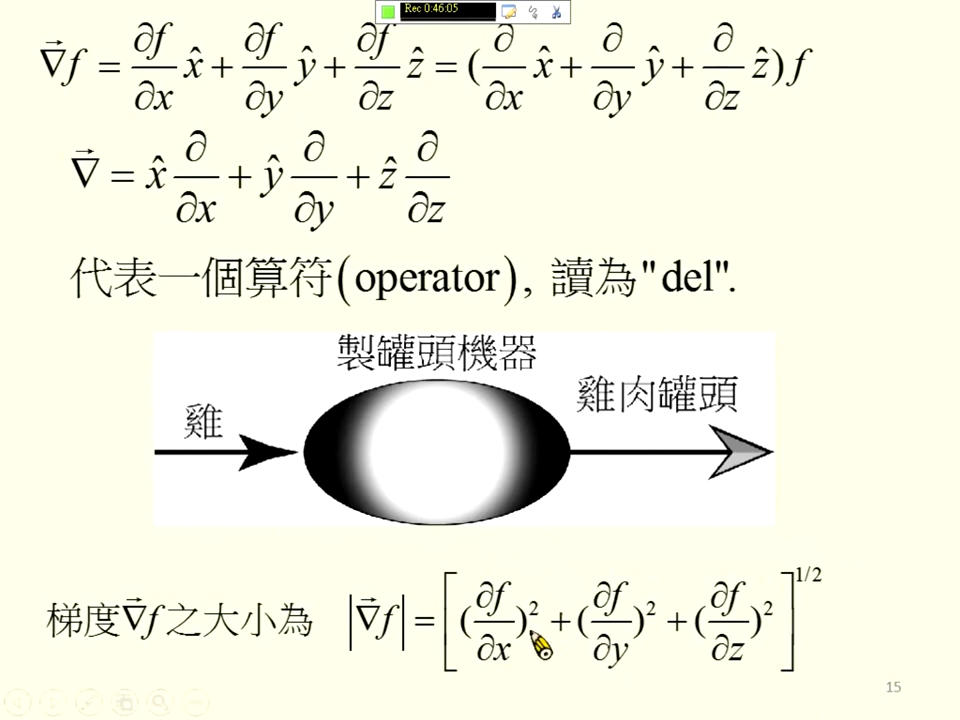 Rec 0:46:05
∇⃗f = ∂f/∂x x̂ + ∂f/∂y ŷ + ∂f/∂z ẑ = (∂/∂x x̂ + ∂/∂y ŷ + ∂/∂z ẑ) f
∇⃗ = x̂ ∂/∂x + ŷ ∂/∂y + ẑ ∂/∂z
代表一個算符(operator), 讀為"del".
製罐頭機器
雞肉罐頭
雞
梯度∇⃗f之大小為 |∇⃗f| = [(∂f/∂x)² + (∂f/∂y)² + (∂f/∂z)²]^1/2
15